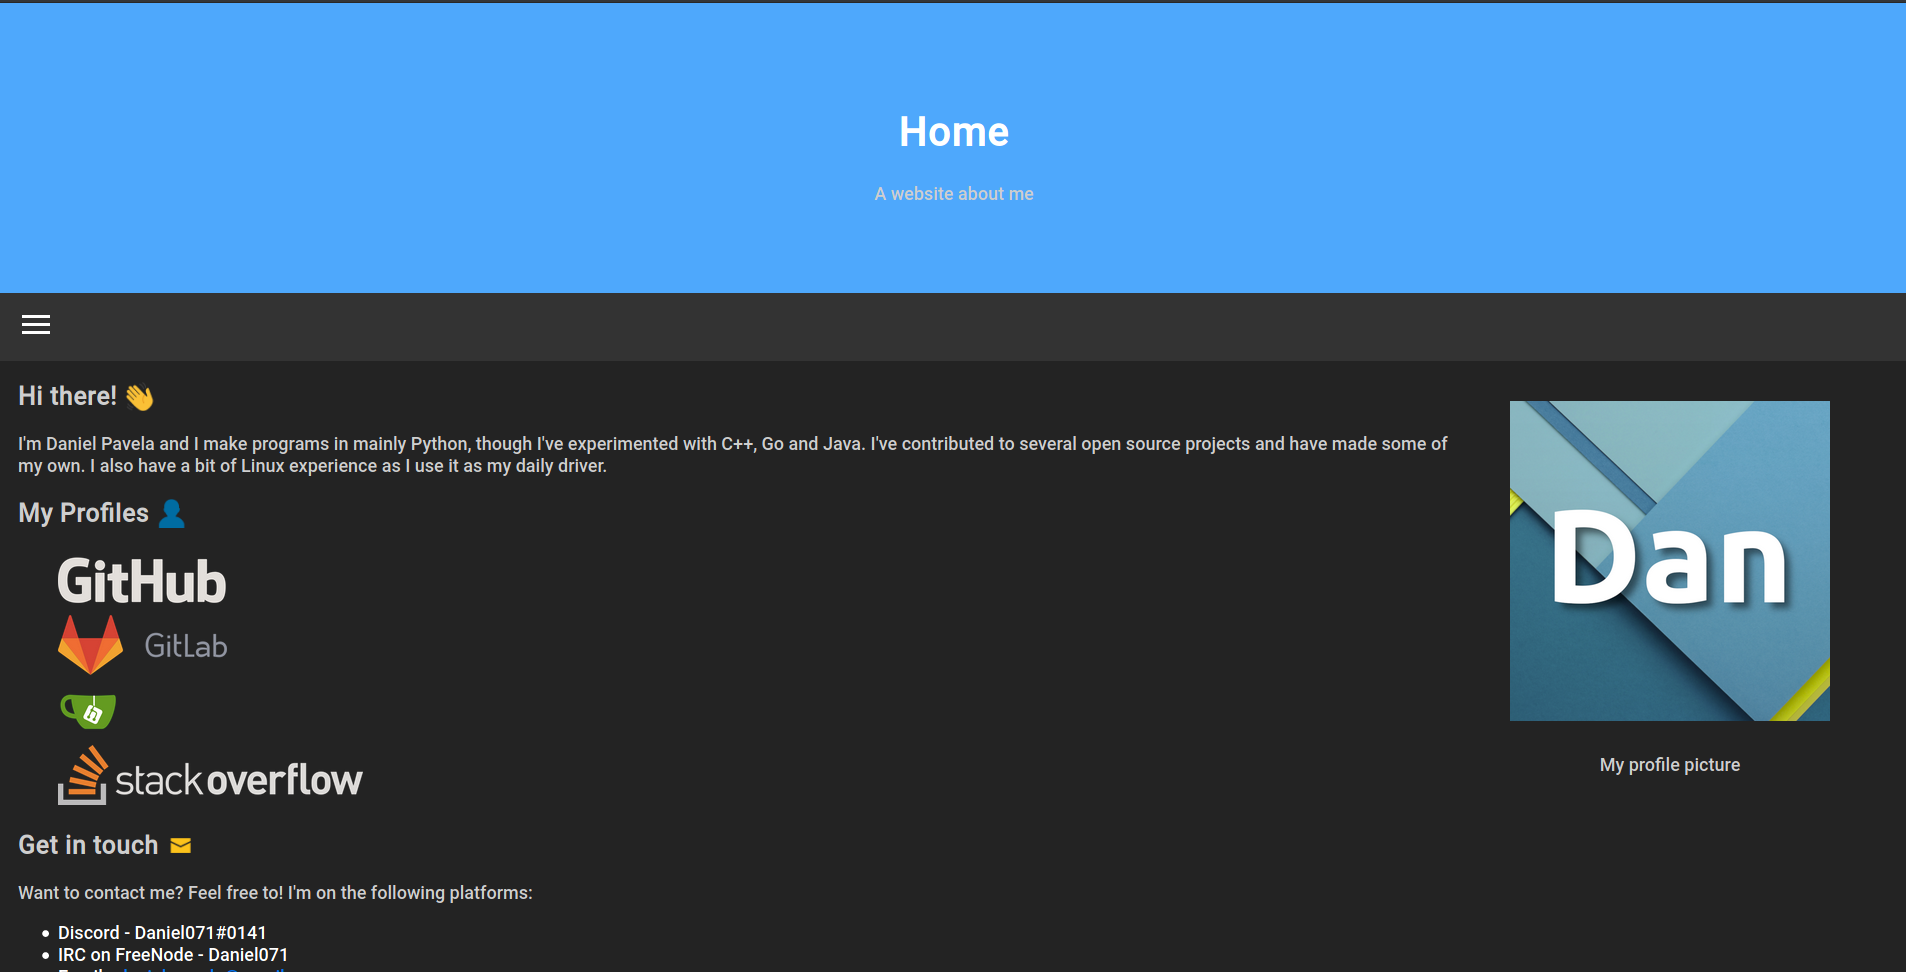 Home
A website about me
Hi there! 👋
I'm Daniel Pavela and I make programs in mainly Python, though I've experimented with C++, Go and Java. I've contributed to several open source projects and have made some of
my own. I also have a bit of Linux experience as I use it as my daily driver.
My Profiles 👤
GitHub
GitLab
stackoverflow
Get in touch ✉
Want to contact me? Feel free to! I'm on the following platforms:
• Discord - Daniel071#0141
• IRC on FreeNode - Daniel071
Dan
My profile picture